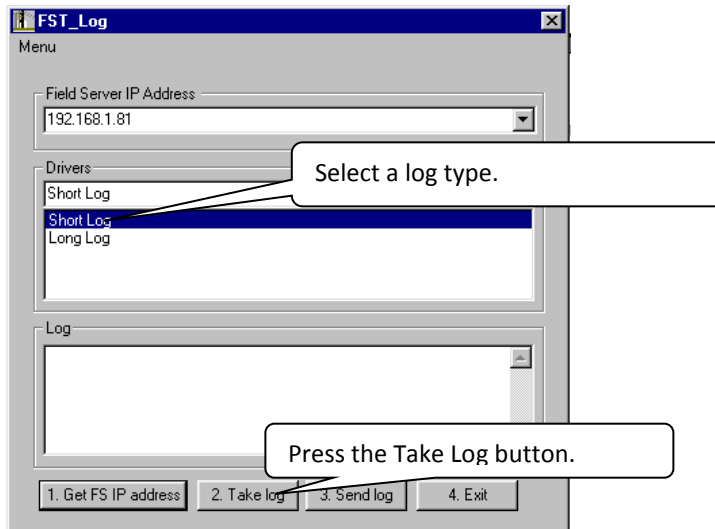 FST_Log
Menu
Field Server IP Address
192.168.1.81
Drivers
Select a log type.
Short Log
Short Log
Long Log
Log
Press the Take Log button.
1. Get FS IP address
2. Take log
3. Send log
4. Exit